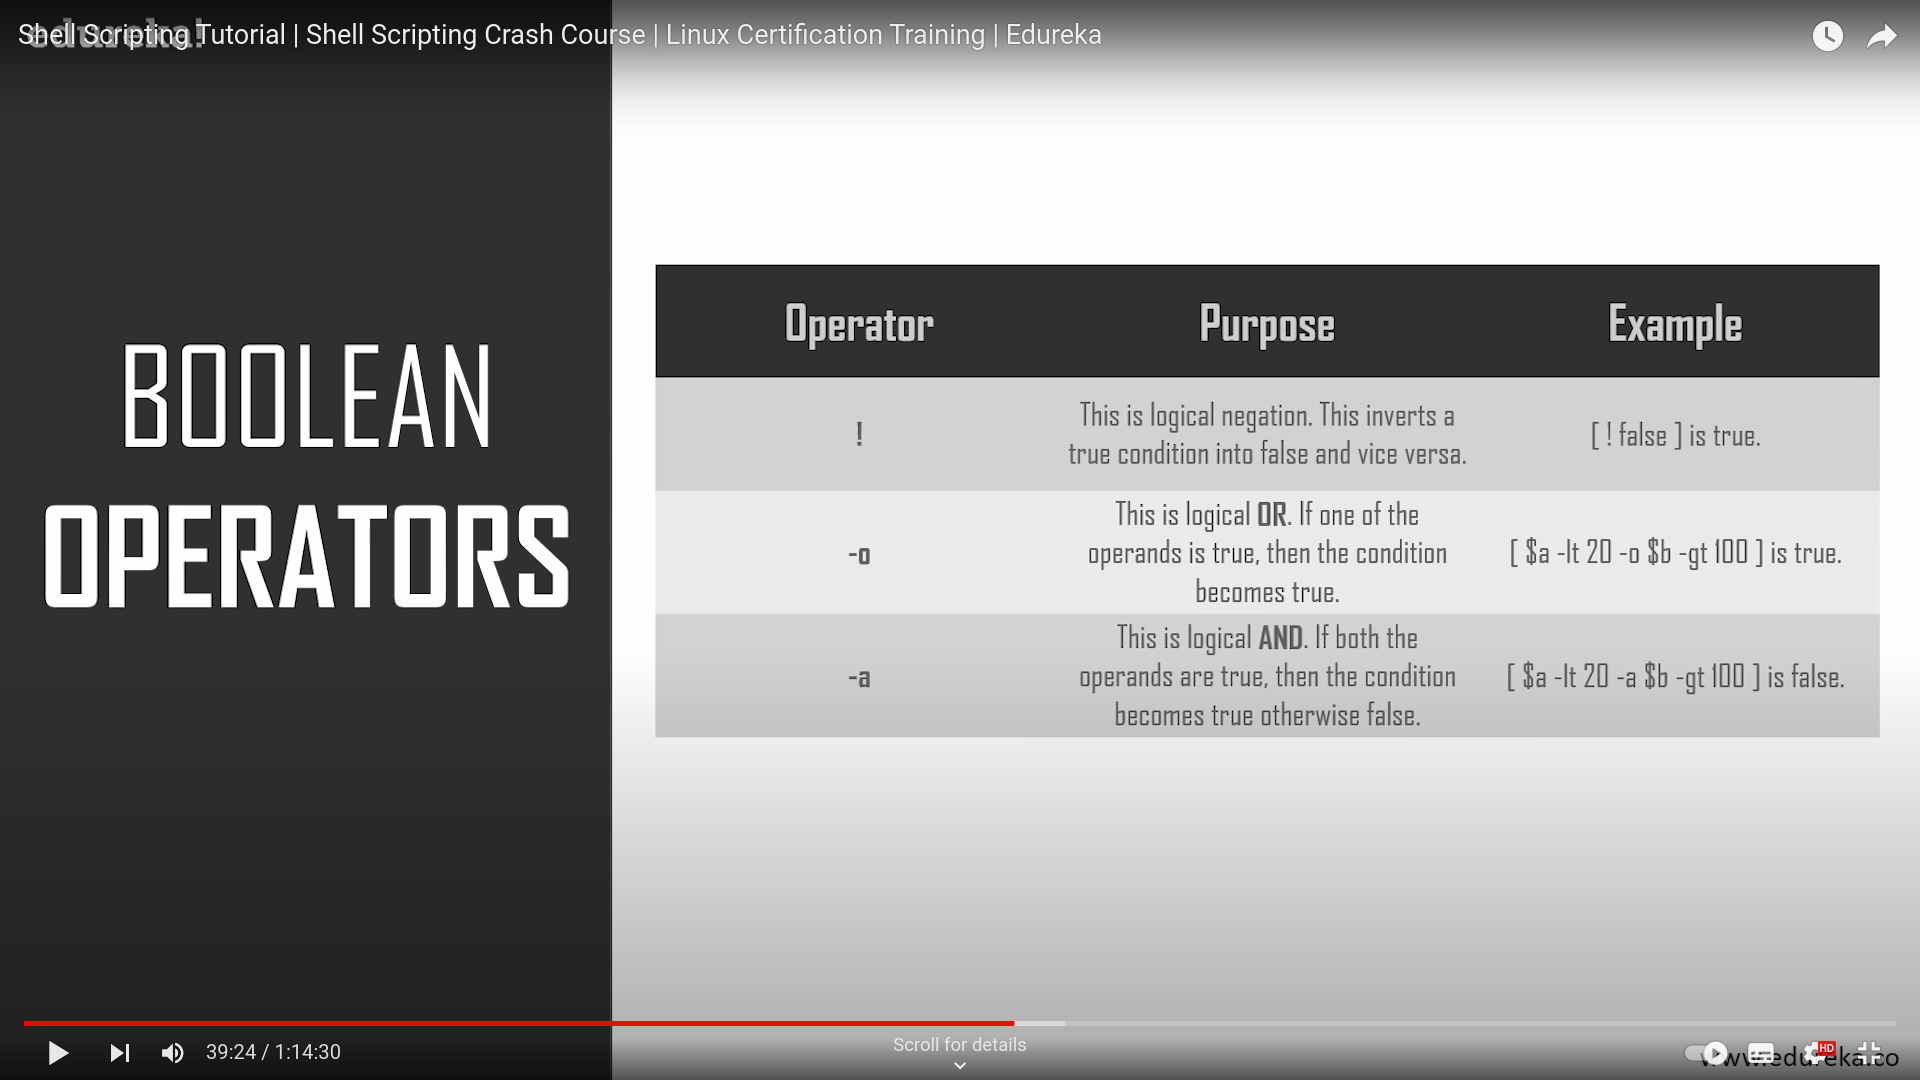 Shell Scripting Tutorial | Shell Scripting Crash Course | Linux Certification Training | Edureka
edureka!
BOOLEAN
OPERATORS
Operator Purpose Example
! This is logical negation. This inverts a true condition into false and vice versa. [ ! false ] is true.
-o This is logical OR. If one of the operands is true, then the condition becomes true. [ $a -lt 20 -o $b -gt 100 ] is true.
-a This is logical AND. If both the operands are true, then the condition becomes true otherwise false. [ $a -lt 20 -a $b -gt 100 ] is false.
39:24 / 1:14:30
Scroll for details
HD
www.edureka.co